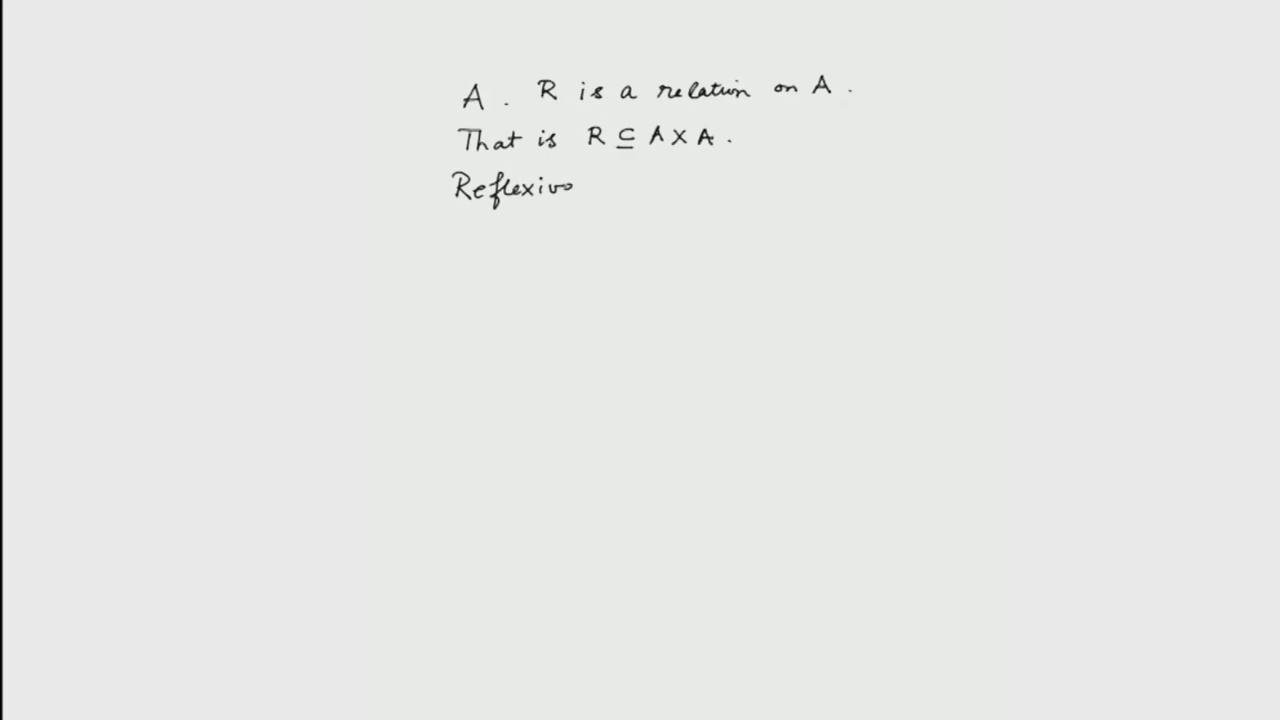 A. R is a relation on A.
That is R ⊆ A × A.
Reflexive